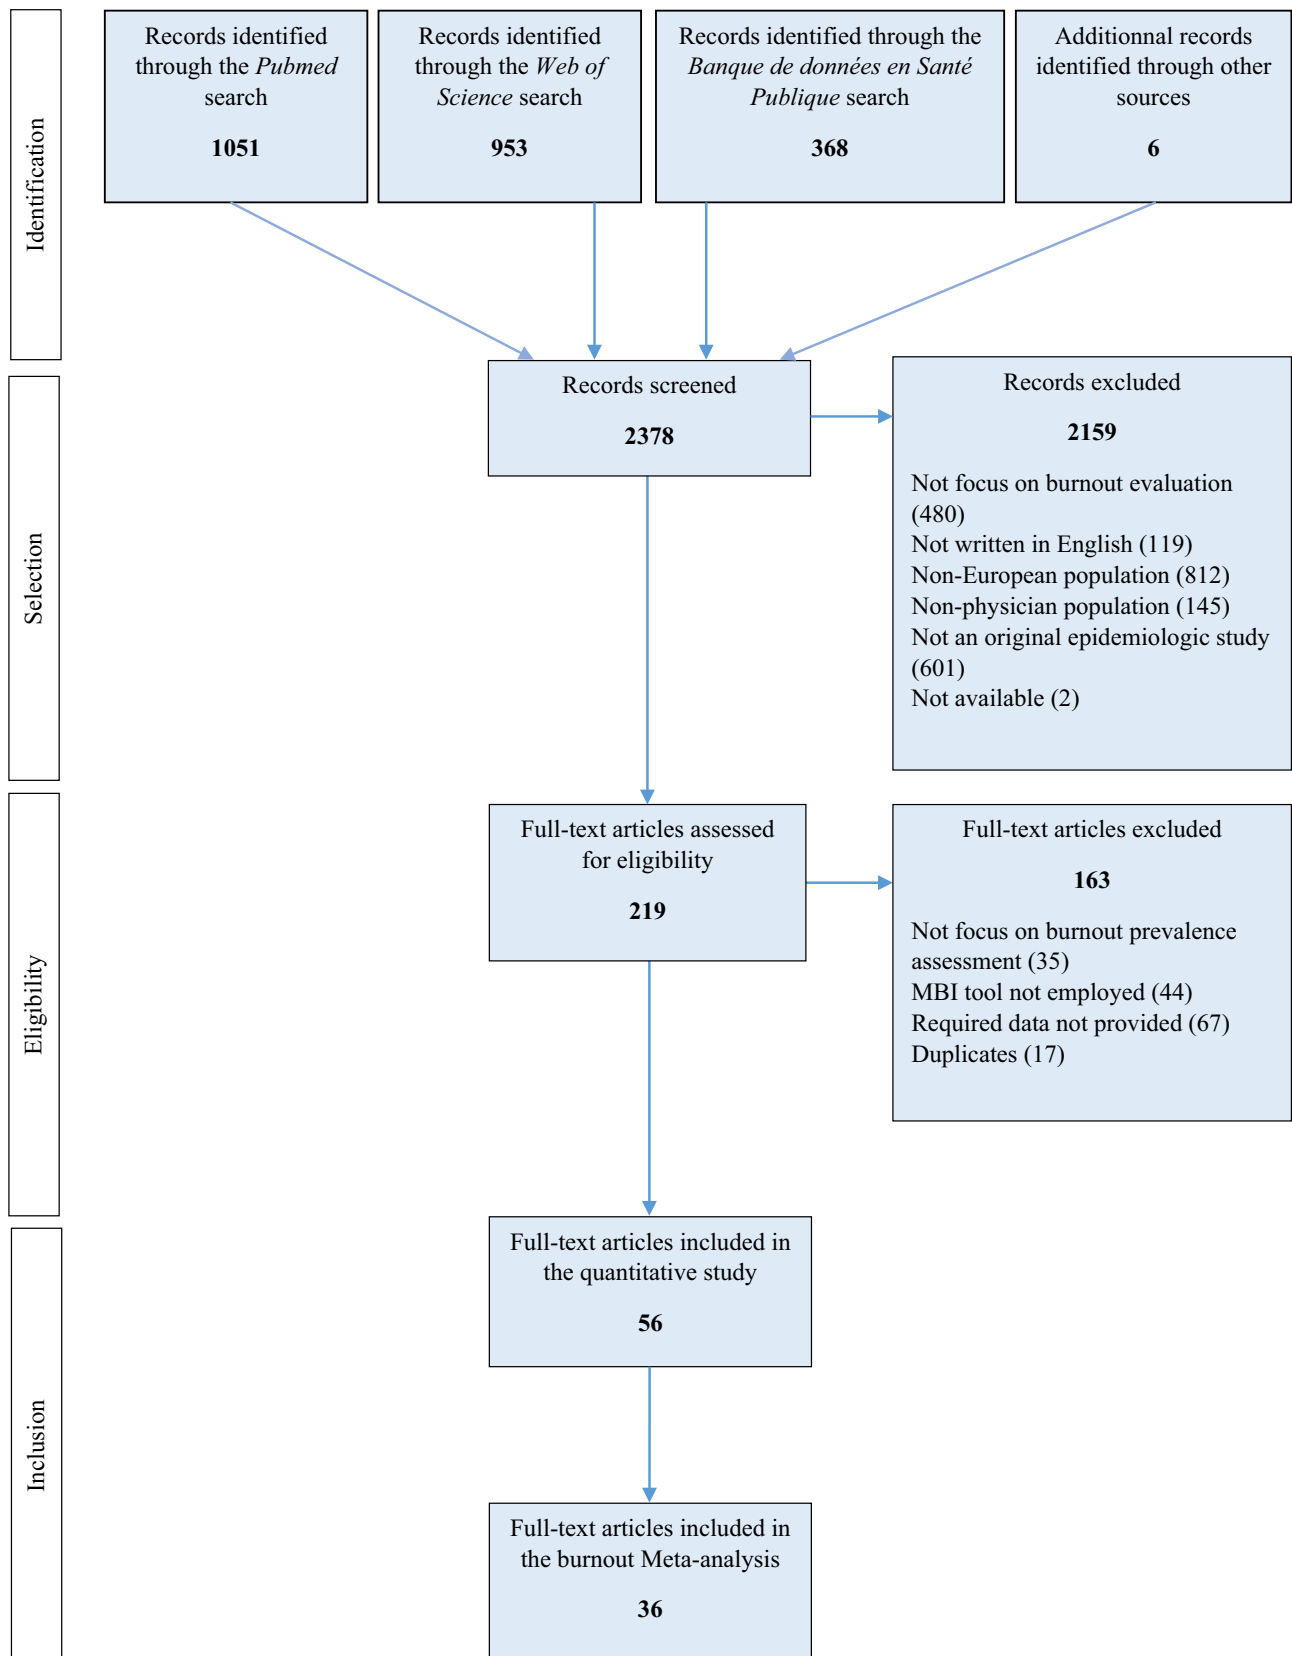 Identification
Records identified
through the Pubmed
search
1051
Records identified
through the Web of
Science search
953
Records identified through the
Banque de données en Santé
Publique search
368
Additionnal records
identified through other
sources
6
Selection
Records screened
2378
Records excluded
2159
Not focus on burnout evaluation
(480)
Not written in English (119)
Non-European population (812)
Non-physician population (145)
Not an original epidemiologic study
(601)
Not available (2)
Eligibility
Full-text articles assessed
for eligibility
219
Full-text articles excluded
163
Not focus on burnout prevalence
assessment (35)
MBI tool not employed (44)
Required data not provided (67)
Duplicates (17)
Inclusion
Full-text articles included in
the quantitative study
56
Full-text articles included in
the burnout Meta-analysis
36